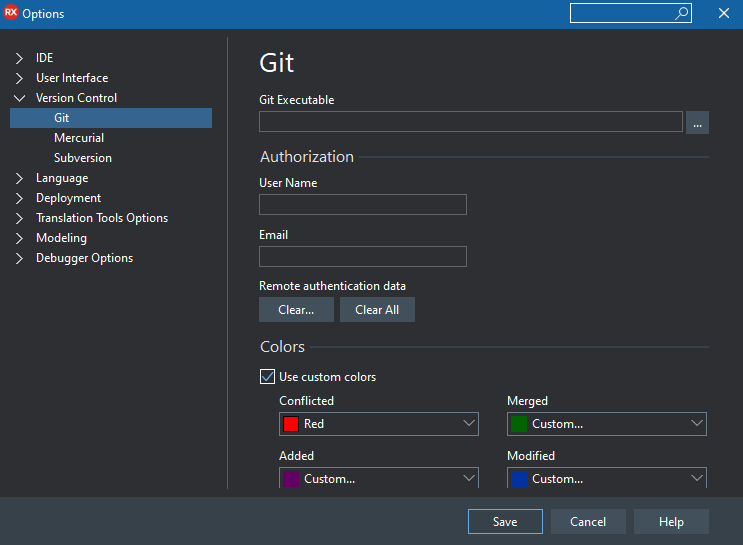 RX Options
IDE
User Interface
Version Control
Git
Mercurial
Subversion
Language
Deployment
Translation Tools Options
Modeling
Debugger Options
Git
Git Executable
...
Authorization
User Name
Email
Remote authentication data
Clear... Clear All
Colors
Use custom colors
Conflicted Merged
Red Custom...
Added Modified
Custom... Custom...
Save Cancel Help